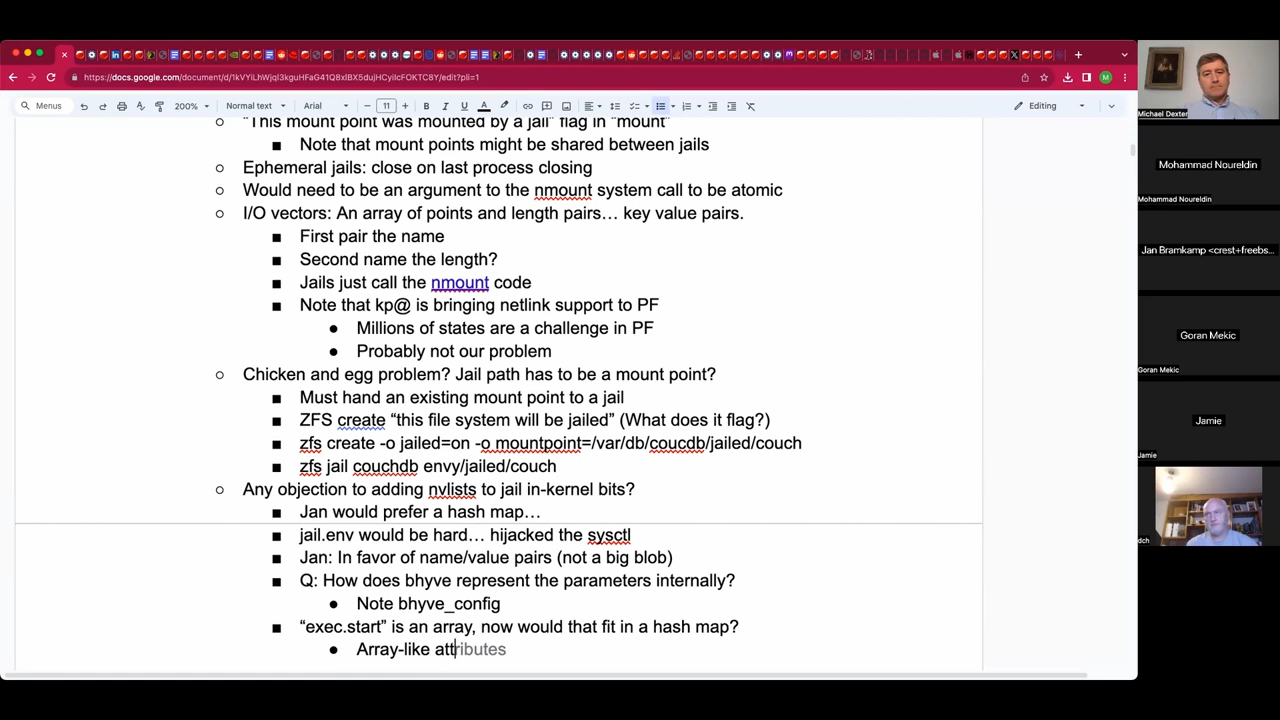 https://docs.google.com/document/d/1kVYiLhWjqI3kguHFaG41Q8xIBX5dujHCyiIcFOKTC8Y/edit?pli=1
M
Menus
200%
Normal text
Arial
11
Editing
"This mount point was mounted by a jail" flag in "mount"
Note that mount points might be shared between jails
Ephemeral jails: close on last process closing
Would need to be an argument to the nmount system call to be atomic
I/O vectors: An array of points and length pairs… key value pairs.
First pair the name
Second name the length?
Jails just call the nmount code
Note that kp@ is bringing netlink support to PF
Millions of states are a challenge in PF
Probably not our problem
Chicken and egg problem? Jail path has to be a mount point?
Must hand an existing mount point to a jail
ZFS create "this file system will be jailed" (What does it flag?)
zfs create -o jailed=on -o mountpoint=/var/db/coucdb/jailed/couch
zfs jail couchdb envy/jailed/couch
Any objection to adding nvlists to jail in-kernel bits?
Jan would prefer a hash map…
jail.env would be hard… hijacked the sysctl
Jan: In favor of name/value pairs (not a big blob)
Q: How does bhyve represent the parameters internally?
Note bhyve_config
"exec.start" is an array, now would that fit in a hash map?
Array-like attributes
Michael Dexter
Mohammad Noureldin
Mohammad Noureldin
Jan Bramkamp <crest+freebs...
Goran Mekic
Goran Mekic
Jamie
Jamie
dch